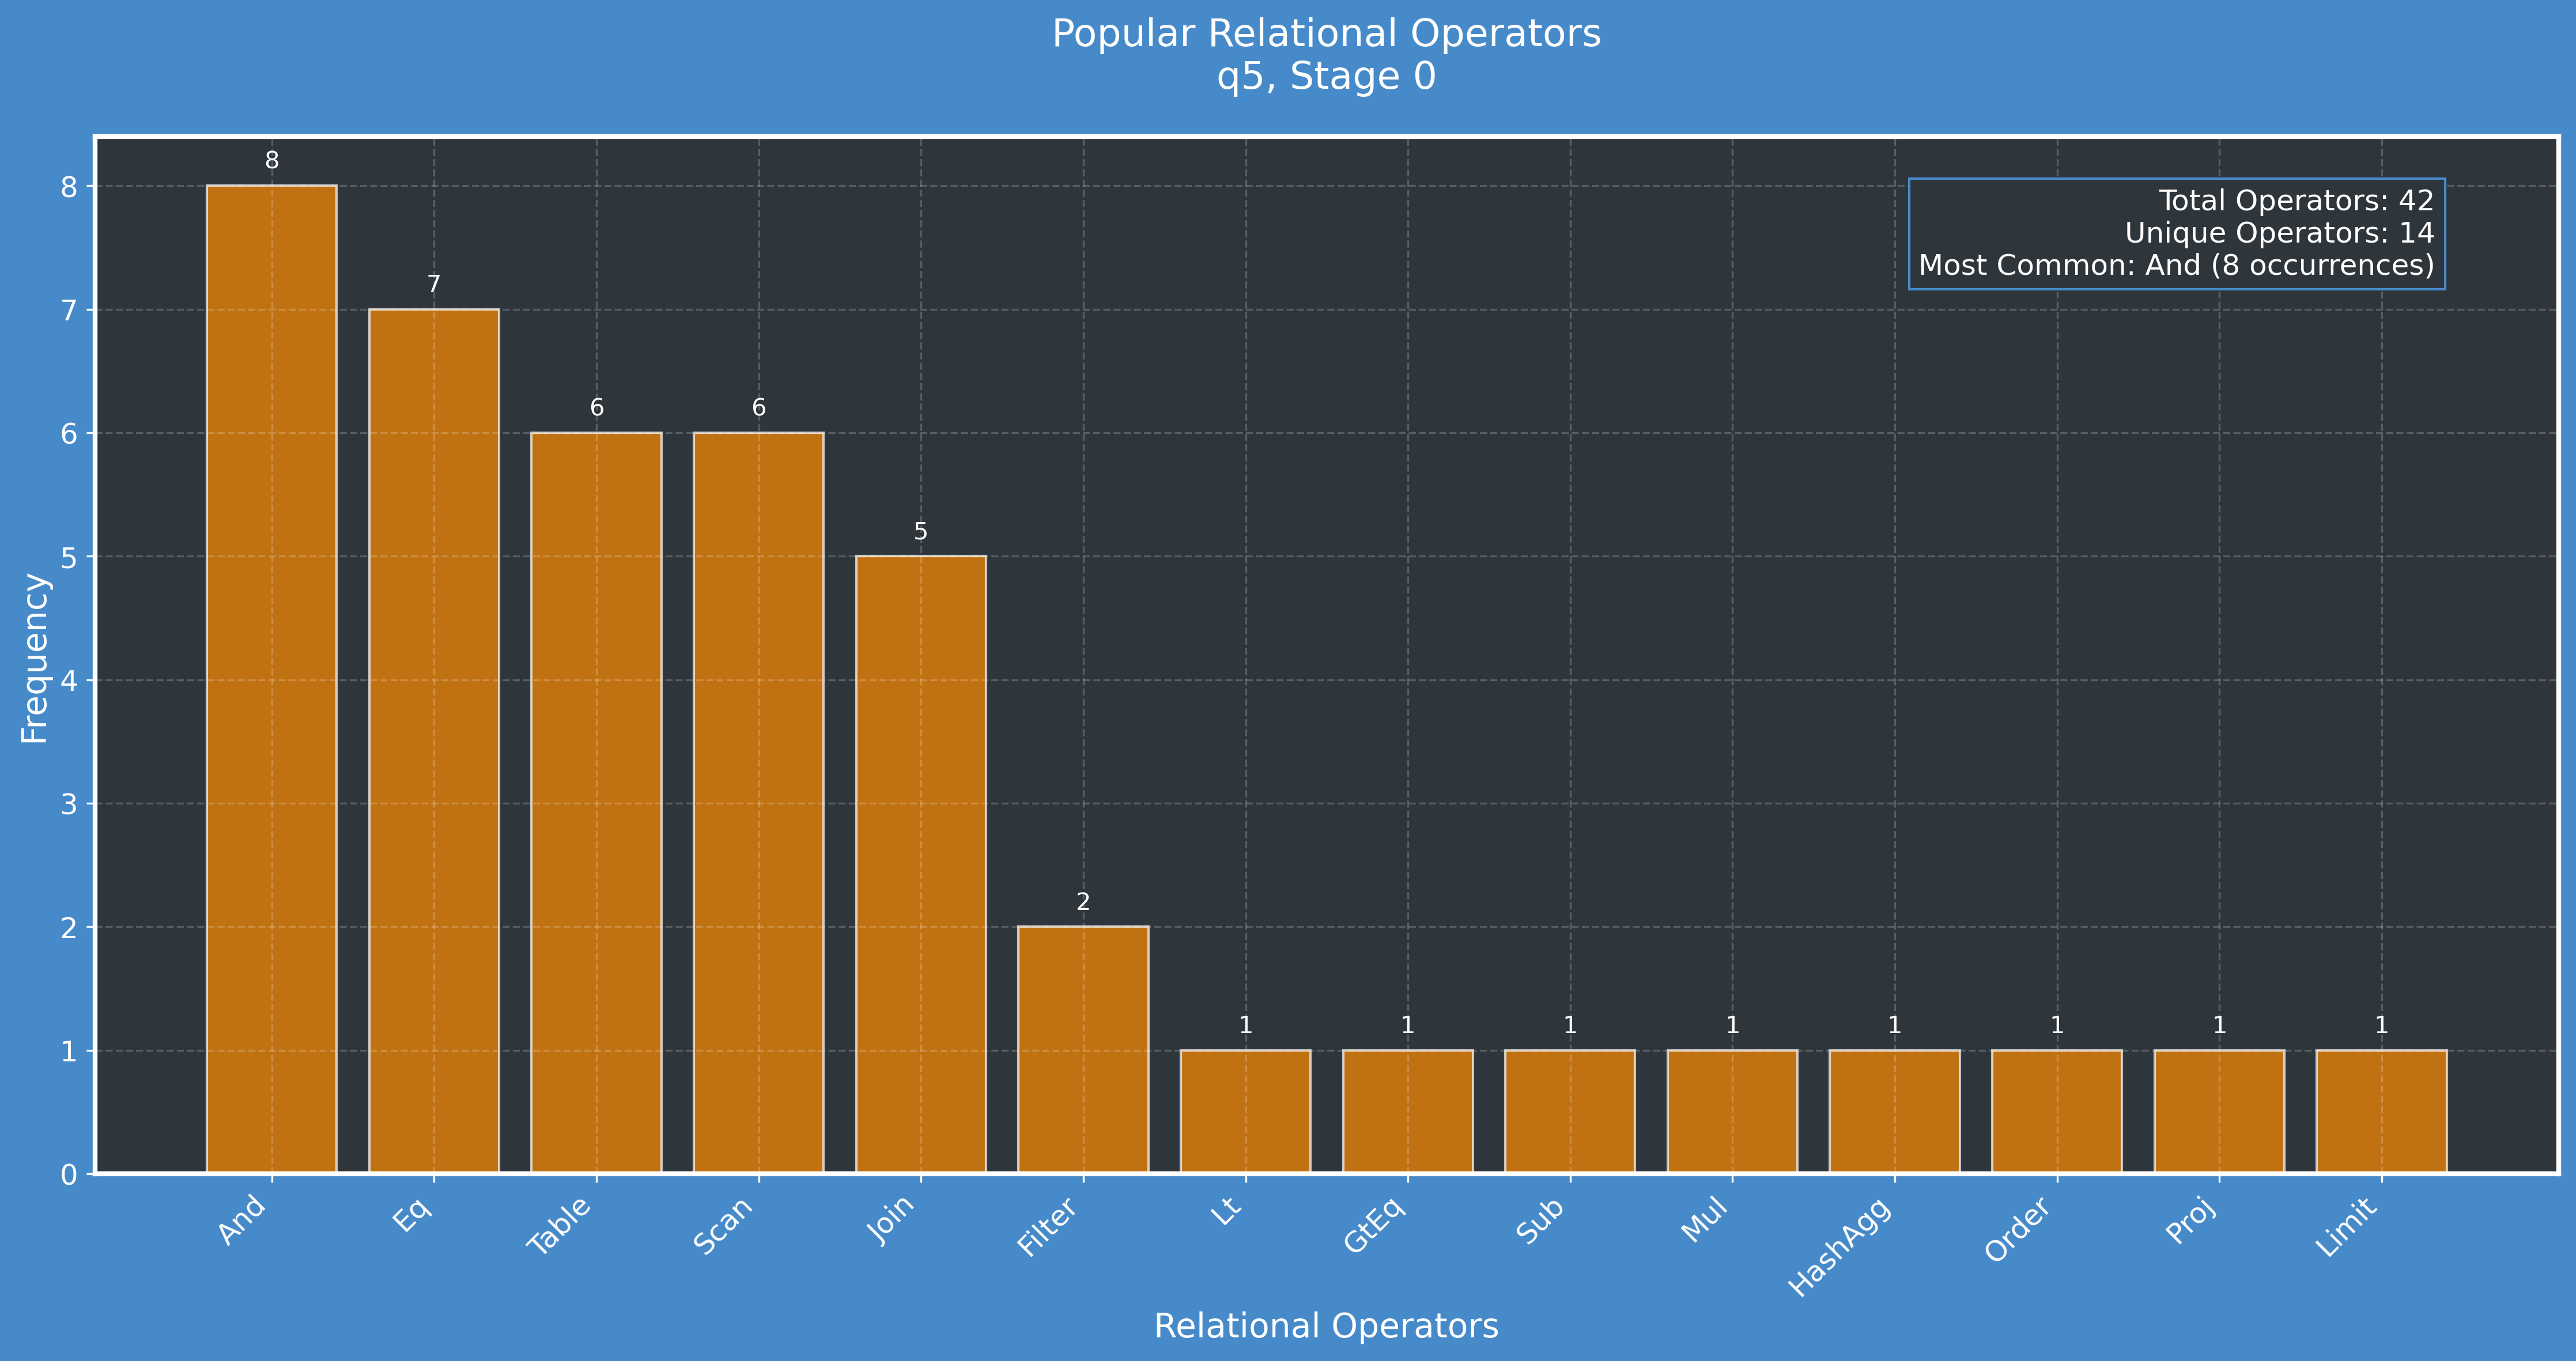 Popular Relational Operators
q5, Stage 0
Total Operators: 42
Unique Operators: 14
Most Common: And (8 occurrences)
Frequency
8
7
6
5
4
3
2
1
0
8
7
6
6
5
2
1
1
1
1
1
1
1
1
And
Eq
Table
Scan
Join
Filter
Lt
GtEq
Sub
Mul
HashAgg
Order
Proj
Limit
Relational Operators